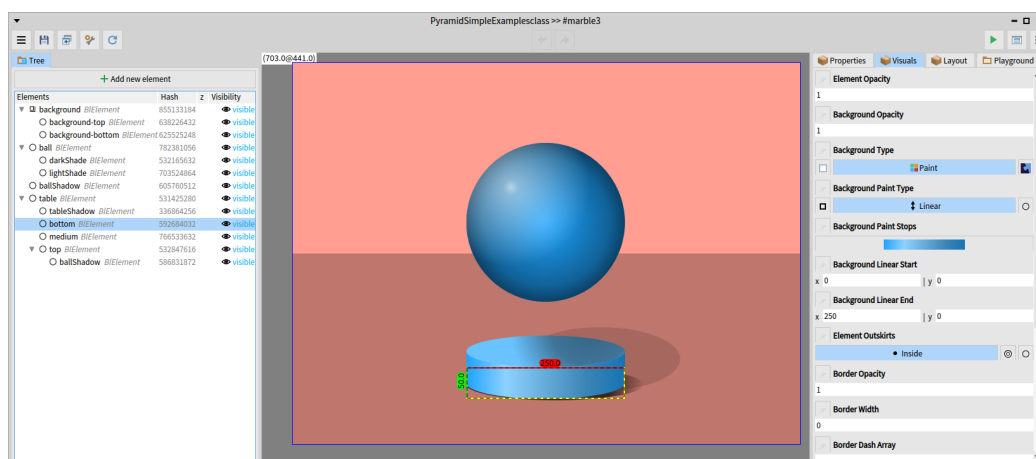 PyramidSimpleExamplesclass >> #marble3
Tree
(703.0@441.0)
Properties Visuals Layout Playground
+ Add new element
Elements Hash z Visibility
background BlElement 855133184 visible
background-top BlElement 638226432 visible
background-bottom BlElement 625525248 visible
ball BlElement 782381056 visible
darkShade BlElement 532165632 visible
lightShade BlElement 703524864 visible
ballShadow BlElement 605760512 visible
table BlElement 531425280 visible
tableShadow BlElement 336864256 visible
bottom BlElement 592684032 visible
medium BlElement 766533632 visible
top BlElement 532847616 visible
ballShadow BlElement 586831872 visible
250.0
50.0
Element Opacity
1
Background Opacity
1
Background Type
Paint
Background Paint Type
Linear
Background Paint Stops
Background Linear Start
x 0 | y 0
Background Linear End
x 250 | y 0
Element Outskirts
Inside
Border Opacity
1
Border Width
0
Border Dash Array